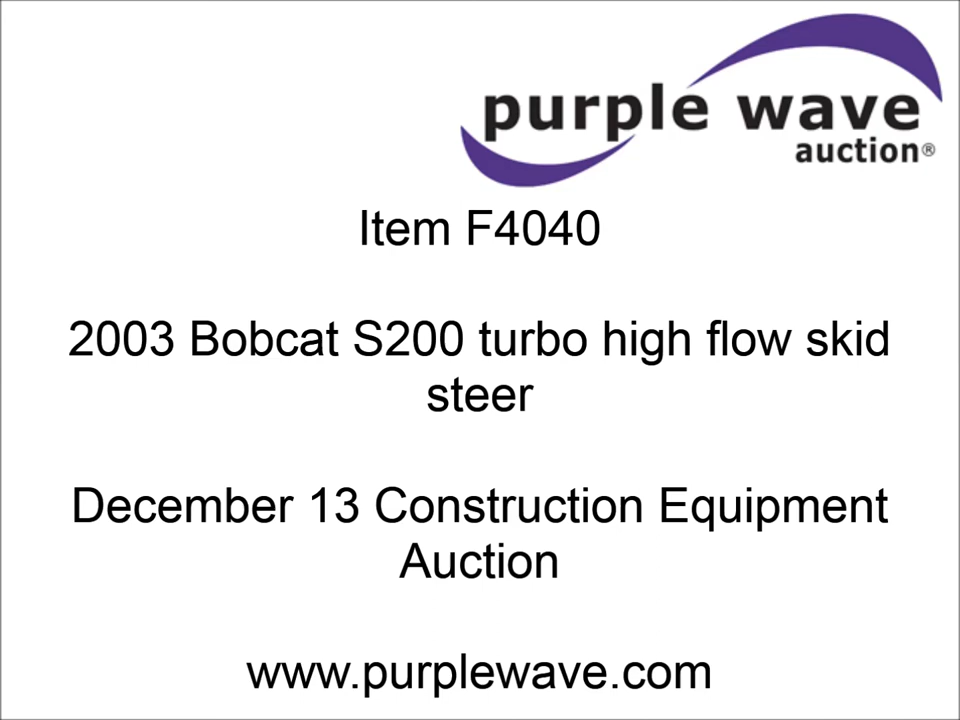 purple wave
auction®
Item F4040
2003 Bobcat S200 turbo high flow skid
steer
December 13 Construction Equipment
Auction
www.purplewave.com